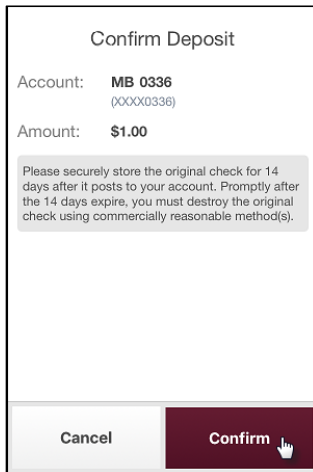 Confirm Deposit
Account: MB 0336
(XXXX0336)
Amount: $1.00
Please securely store the original check for 14
days after it posts to your account. Promptly after
the 14 days expire, you must destroy the original
check using commercially reasonable method(s).
Cancel Confirm